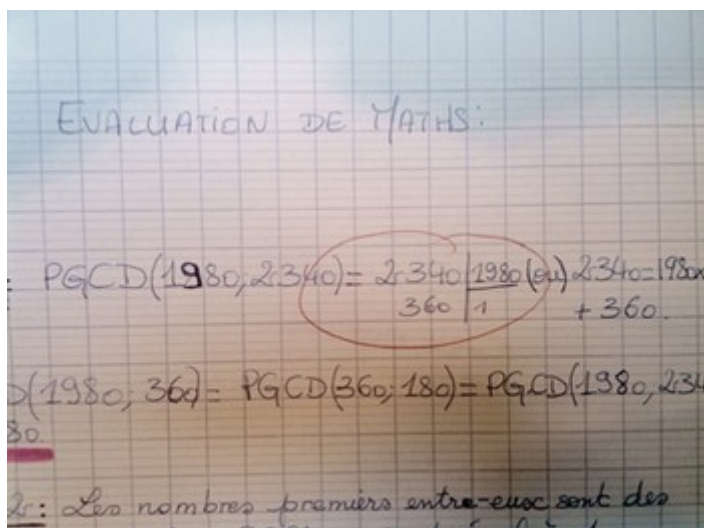 EVALUATION DE MATHS:
: PGCD(1980; 2340) = 2340 | 1980 (ou) 2340 = 1980x
360 | 1 + 360.
D(1980; 360) = PGCD(360; 180) = PGCD(1980, 234
80
2: Les nombres premiers entre-eux sont des